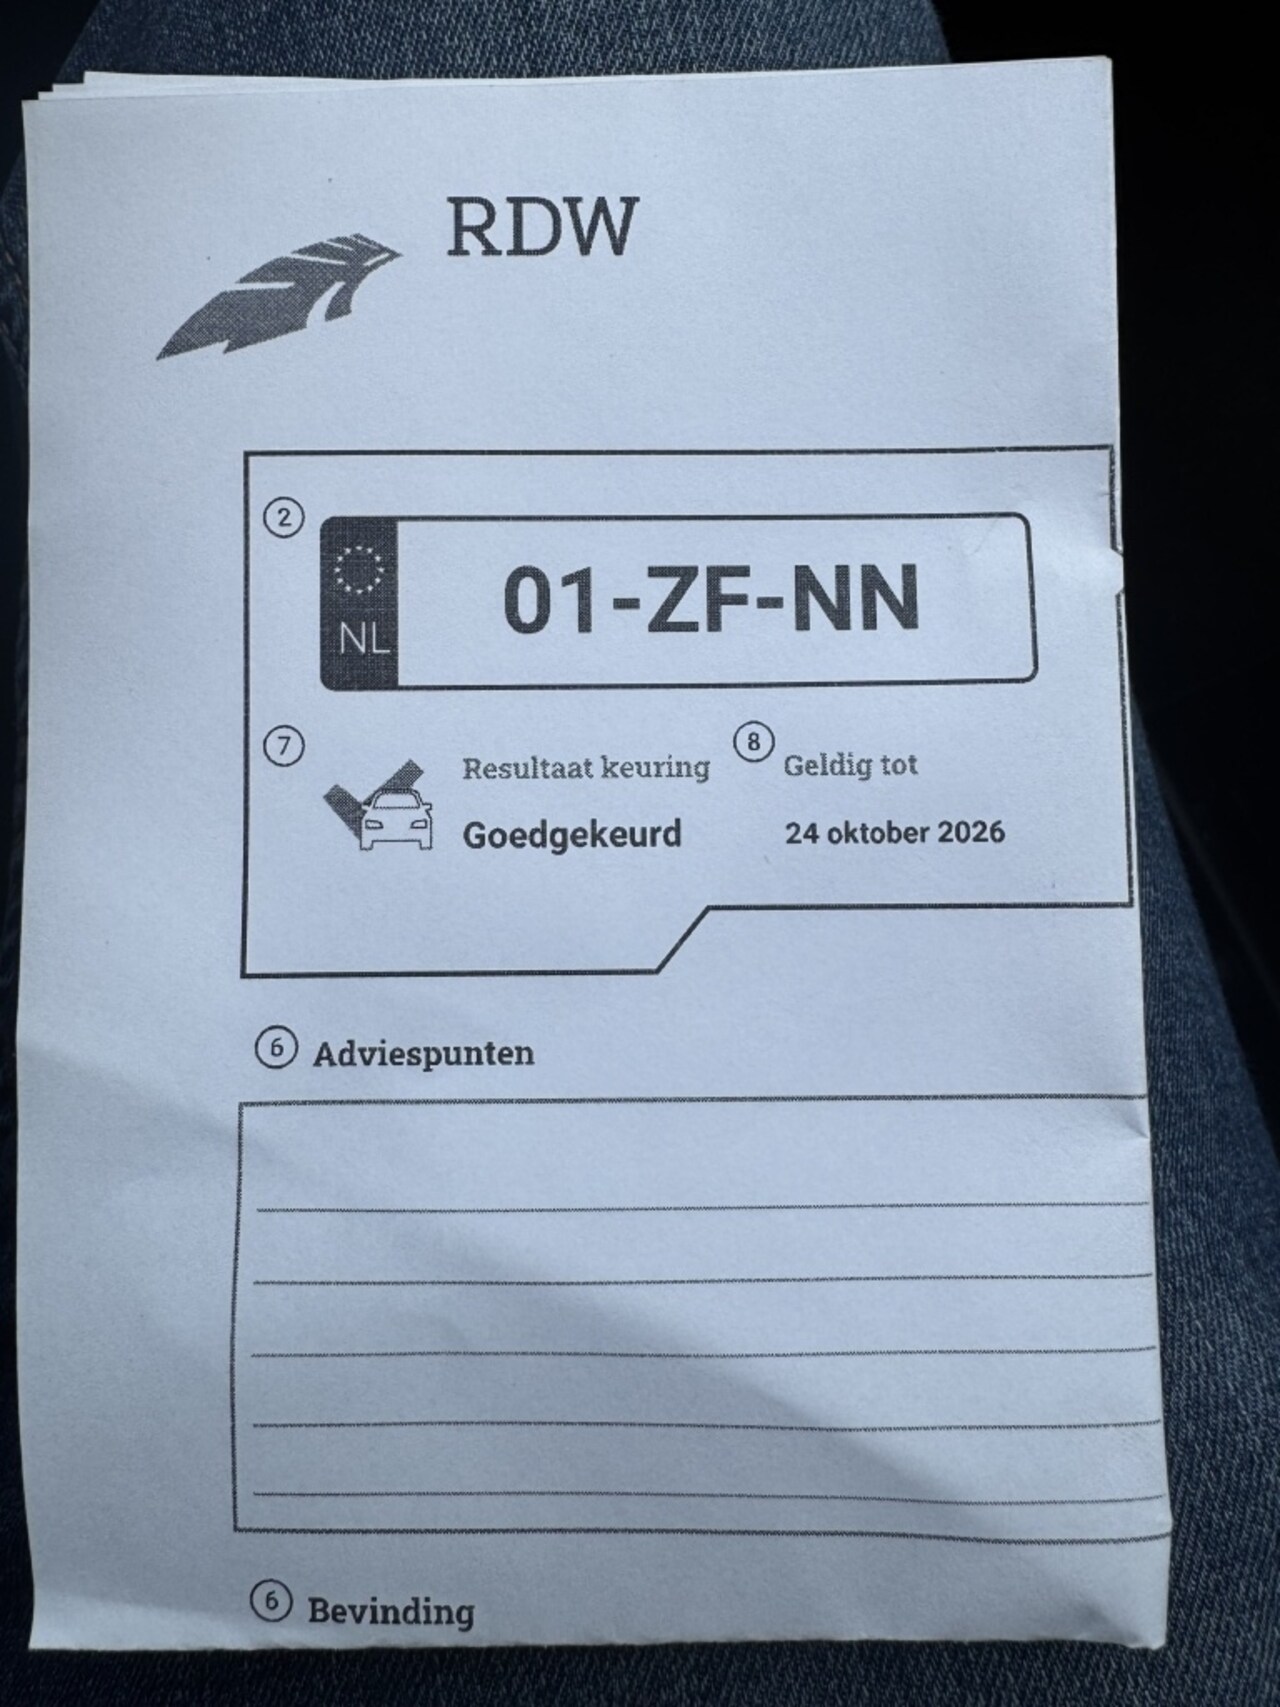 RDW
2
NL
01-ZF-NN
7
Resultaat keuring
Goedgekeurd
8
Geldig tot
24 oktober 2026
6 Adviespunten
6 Bevinding